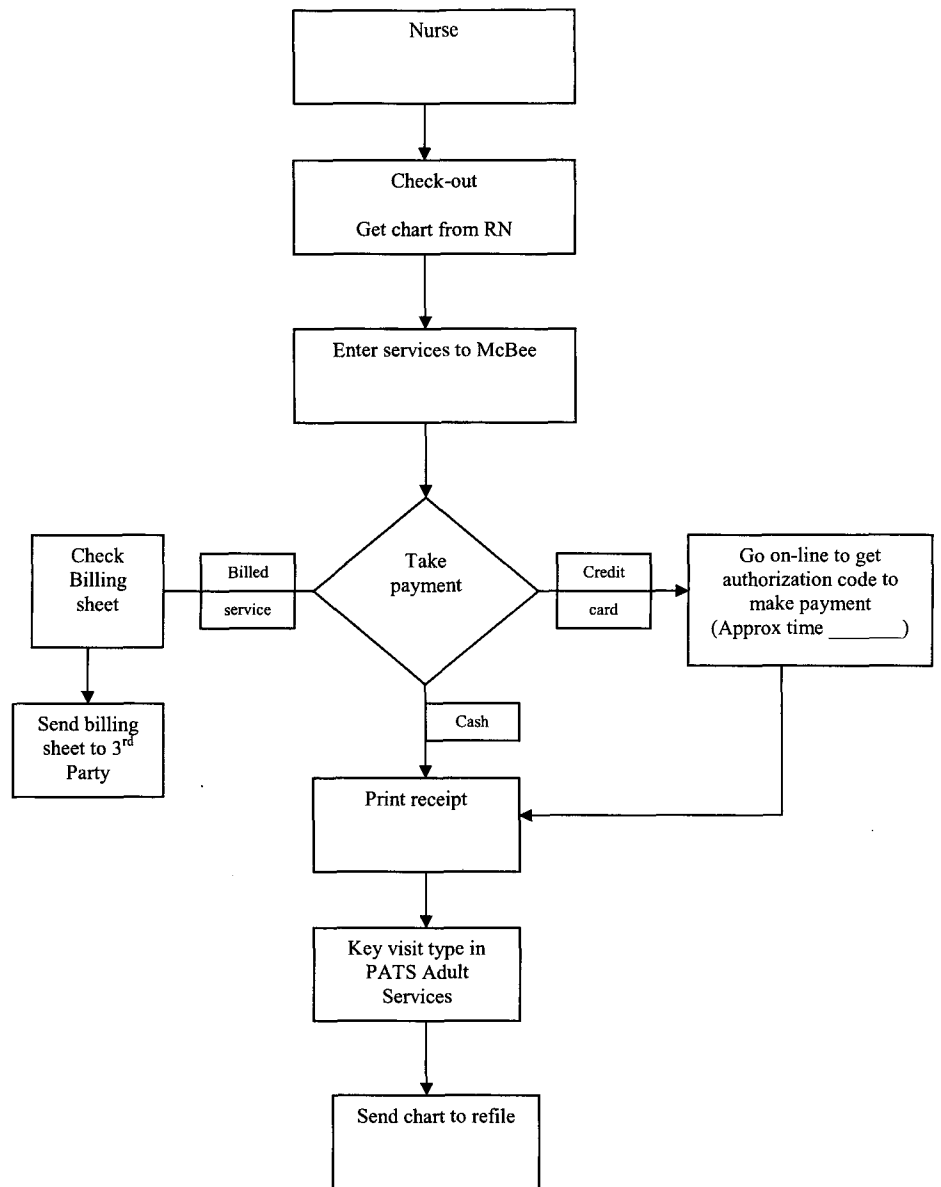 Nurse
Check-out
Get chart from RN
Enter services to McBee
Take
payment
Billed
service
Check
Billing
sheet
Send billing
sheet to 3rd
Party
Credit
card
Go on-line to get
authorization code to
make payment
(Approx time _______)
Cash
Print receipt
Key visit type in
PATS Adult
Services
Send chart to refile